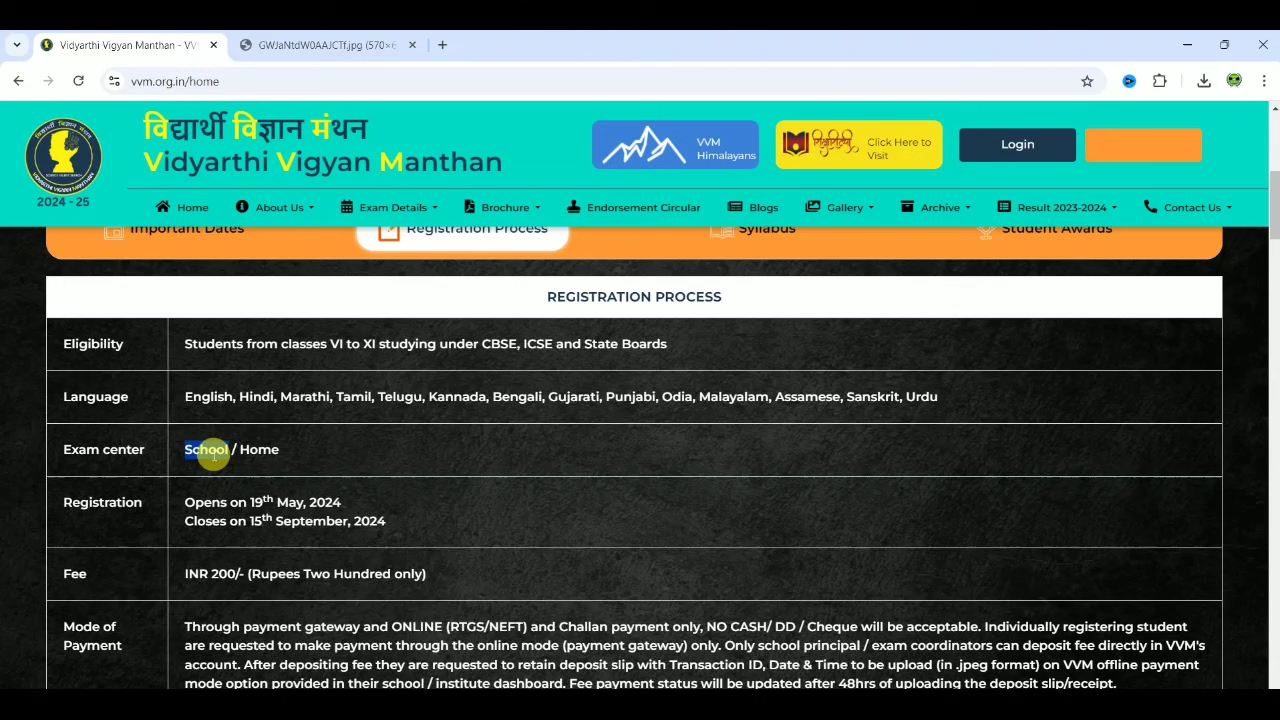 Vidyarthi Vigyan Manthan - VV
GWJaNtdW0AAJCTf.jpg (570×6
vvm.org.in/home
विद्यार्थी विज्ञान मंथन
Vidyarthi Vigyan Manthan
2024 - 25
VVM
Himalayans
Click Here to
Visit
Login
Home
About Us
Exam Details
Brochure
Endorsement Circular
Blogs
Gallery
Archive
Result 2023-2024
Contact Us
Important Dates
Registration Process
Syllabus
Student Awards
REGISTRATION PROCESS
Eligibility
Students from classes VI to XI studying under CBSE, ICSE and State Boards
Language
English, Hindi, Marathi, Tamil, Telugu, Kannada, Bengali, Gujarati, Punjabi, Odia, Malayalam, Assamese, Sanskrit, Urdu
Exam center
School / Home
Registration
Opens on 19th May, 2024
Closes on 15th September, 2024
Fee
INR 200/- (Rupees Two Hundred only)
Mode of
Payment
Through payment gateway and ONLINE (RTGS/NEFT) and Challan payment only, NO CASH/ DD / Cheque will be acceptable. Individually registering student
are requested to make payment through the online mode (payment gateway) only. Only school principal / exam coordinators can deposit fee directly in VVM's
account. After depositing fee they are requested to retain deposit slip with Transaction ID, Date & Time to be upload (in .jpeg format) on VVM offline payment
mode option provided in their school / institute dashboard. Fee payment status will be updated after 48hrs of uploading the deposit slip/receipt.